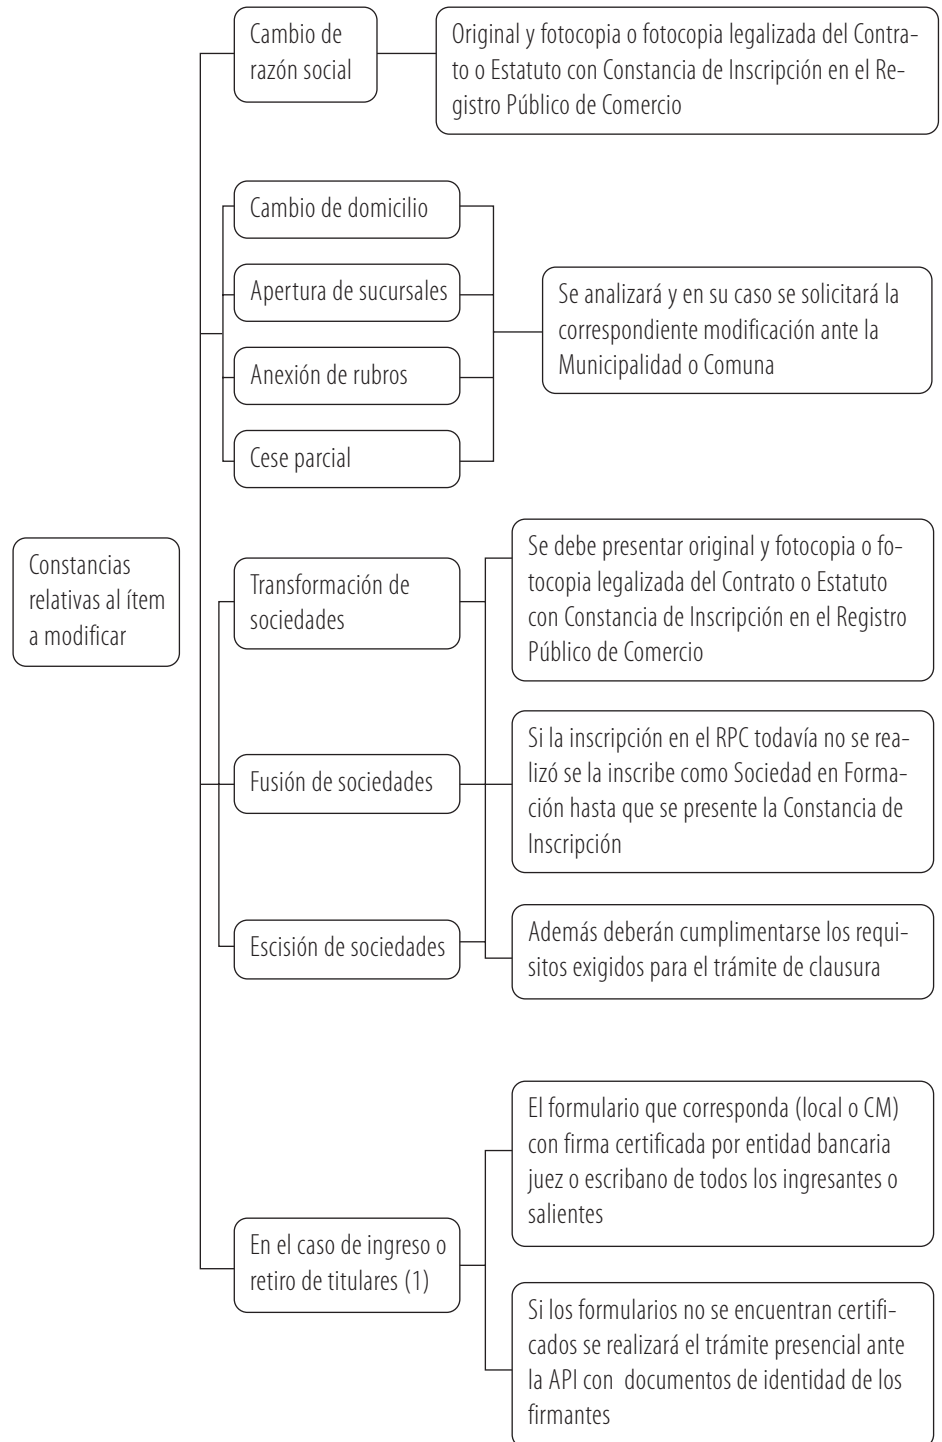 Cambio de
razón social
Original y fotocopia o fotocopia legalizada del Contra-
to o Estatuto con Constancia de Inscripción en el Re-
gistro Público de Comercio
Cambio de domicilio
Apertura de sucursales
Anexión de rubros
Cese parcial
Se analizará y en su caso se solicitará la
correspondiente modificación ante la
Municipalidad o Comuna
Constancias
relativas al ítem
a modificar
Transformación de
sociedades
Fusión de sociedades
Escisión de sociedades
Se debe presentar original y fotocopia o fo-
tocopia legalizada del Contrato o Estatuto
con Constancia de Inscripción en el Registro
Público de Comercio
Si la inscripción en el RPC todavía no se rea-
lizó se la inscribe como Sociedad en Forma-
ción hasta que se presente la Constancia de
Inscripción
Además deberán cumplimentarse los requi-
sitos exigidos para el trámite de clausura
En el caso de ingreso o
retiro de titulares (1)
El formulario que corresponda (local o CM)
con firma certificada por entidad bancaria
juez o escribano de todos los ingresantes o
salientes
Si los formularios no se encuentran certifi-
cados se realizará el trámite presencial ante
la API con documentos de identidad de los
firmantes